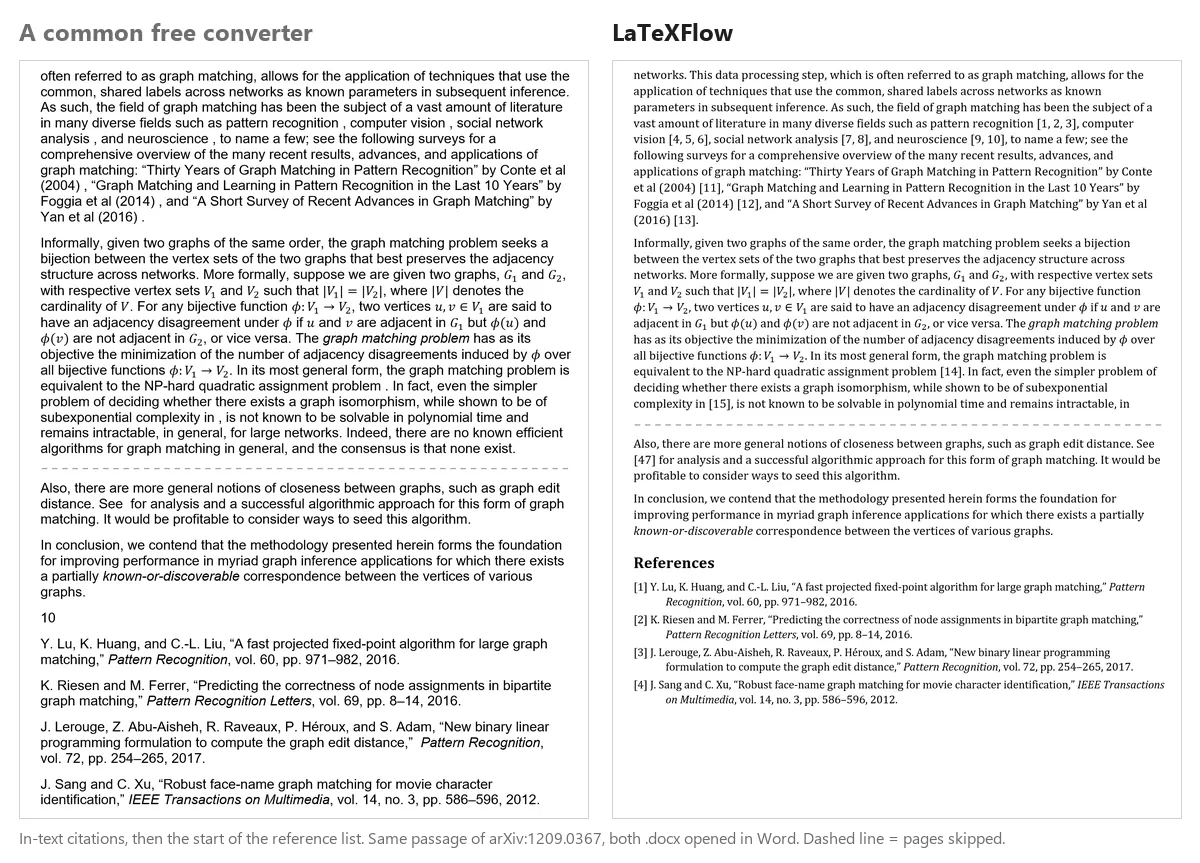 A common free converter
often referred to as graph matching, allows for the application of techniques that use the
common, shared labels across networks as known parameters in subsequent inference.
As such, the field of graph matching has been the subject of a vast amount of literature
in many diverse fields such as pattern recognition , computer vision , social network
analysis , and neuroscience , to name a few; see the following surveys for a
comprehensive overview of the many recent results, advances, and applications of
graph matching: “Thirty Years of Graph Matching in Pattern Recognition” by Conte et al
(2004) , “Graph Matching and Learning in Pattern Recognition in the Last 10 Years” by
Foggia et al (2014) , and “A Short Survey of Recent Advances in Graph Matching” by
Yan et al (2016) .
Informally, given two graphs of the same order, the graph matching problem seeks a
bijection between the vertex sets of the two graphs that best preserves the adjacency
structure across networks. More formally, suppose we are given two graphs, G₁ and G₂,
with respective vertex sets V₁ and V₂ such that |V₁| = |V₂|, where |V| denotes the
cardinality of V. For any bijective function ϕ: V₁ → V₂, two vertices u, v ∈ V₁ are said to
have an adjacency disagreement under ϕ if u and v are adjacent in G₁ but ϕ(u) and
ϕ(v) are not adjacent in G₂, or vice versa. The graph matching problem has as its
objective the minimization of the number of adjacency disagreements induced by ϕ over
all bijective functions ϕ: V₁ → V₂. In its most general form, the graph matching problem is
equivalent to the NP-hard quadratic assignment problem . In fact, even the simpler
problem of deciding whether there exists a graph isomorphism, while shown to be of
subexponential complexity in , is not known to be solvable in polynomial time and
remains intractable, in general, for large networks. Indeed, there are no known efficient
algorithms for graph matching in general, and the consensus is that none exist.
Also, there are more general notions of closeness between graphs, such as graph edit
distance. See  for analysis and a successful algorithmic approach for this form of graph
matching. It would be profitable to consider ways to seed this algorithm.
In conclusion, we contend that the methodology presented herein forms the foundation
for improving performance in myriad graph inference applications for which there exists
a partially known-or-discoverable correspondence between the vertices of various
graphs.
10
Y. Lu, K. Huang, and C.-L. Liu, “A fast projected fixed-point algorithm for large graph
matching,” Pattern Recognition, vol. 60, pp. 971–982, 2016.
K. Riesen and M. Ferrer, “Predicting the correctness of node assignments in bipartite
graph matching,” Pattern Recognition Letters, vol. 69, pp. 8–14, 2016.
J. Lerouge, Z. Abu-Aisheh, R. Raveaux, P. Héroux, and S. Adam, “New binary linear
programming formulation to compute the graph edit distance,”  Pattern Recognition,
vol. 72, pp. 254–265, 2017.
J. Sang and C. Xu, “Robust face-name graph matching for movie character
identification,” IEEE Transactions on Multimedia, vol. 14, no. 3, pp. 586–596, 2012.
LaTeXFlow
networks. This data processing step, which is often referred to as graph matching, allows for the
application of techniques that use the common, shared labels across networks as known
parameters in subsequent inference. As such, the field of graph matching has been the subject of a
vast amount of literature in many diverse fields such as pattern recognition [1, 2, 3], computer
vision [4, 5, 6], social network analysis [7, 8], and neuroscience [9, 10], to name a few; see the
following surveys for a comprehensive overview of the many recent results, advances, and
applications of graph matching: “Thirty Years of Graph Matching in Pattern Recognition” by Conte
et al (2004) [11], “Graph Matching and Learning in Pattern Recognition in the Last 10 Years” by
Foggia et al (2014) [12], and “A Short Survey of Recent Advances in Graph Matching” by Yan et al
(2016) [13].
Informally, given two graphs of the same order, the graph matching problem seeks a bijection
between the vertex sets of the two graphs that best preserves the adjacency structure across
networks. More formally, suppose we are given two graphs, G₁ and G₂, with respective vertex sets
V₁ and V₂ such that |V₁| = |V₂|, where |V| denotes the cardinality of V. For any bijective function
ϕ: V₁ → V₂, two vertices u, v ∈ V₁ are said to have an adjacency disagreement under ϕ if u and v are
adjacent in G₁ but ϕ(u) and ϕ(v) are not adjacent in G₂, or vice versa. The graph matching problem
has as its objective the minimization of the number of adjacency disagreements induced by ϕ over
all bijective functions ϕ: V₁ → V₂. In its most general form, the graph matching problem is
equivalent to the NP-hard quadratic assignment problem [14]. In fact, even the simpler problem of
deciding whether there exists a graph isomorphism, while shown to be of subexponential
complexity in [15], is not known to be solvable in polynomial time and remains intractable, in
Also, there are more general notions of closeness between graphs, such as graph edit distance. See
[47] for analysis and a successful algorithmic approach for this form of graph matching. It would be
profitable to consider ways to seed this algorithm.
In conclusion, we contend that the methodology presented herein forms the foundation for
improving performance in myriad graph inference applications for which there exists a partially
known-or-discoverable correspondence between the vertices of various graphs.
References
[1] Y. Lu, K. Huang, and C.-L. Liu, “A fast projected fixed-point algorithm for large graph matching,” Pattern
Recognition, vol. 60, pp. 971–982, 2016.
[2] K. Riesen and M. Ferrer, “Predicting the correctness of node assignments in bipartite graph matching,”
Pattern Recognition Letters, vol. 69, pp. 8–14, 2016.
[3] J. Lerouge, Z. Abu-Aisheh, R. Raveaux, P. Héroux, and S. Adam, “New binary linear programming
formulation to compute the graph edit distance,” Pattern Recognition, vol. 72, pp. 254–265, 2017.
[4] J. Sang and C. Xu, “Robust face-name graph matching for movie character identification,” IEEE Transactions
on Multimedia, vol. 14, no. 3, pp. 586–596, 2012.
In-text citations, then the start of the reference list. Same passage of arXiv:1209.0367, both .docx opened in Word. Dashed line = pages skipped.